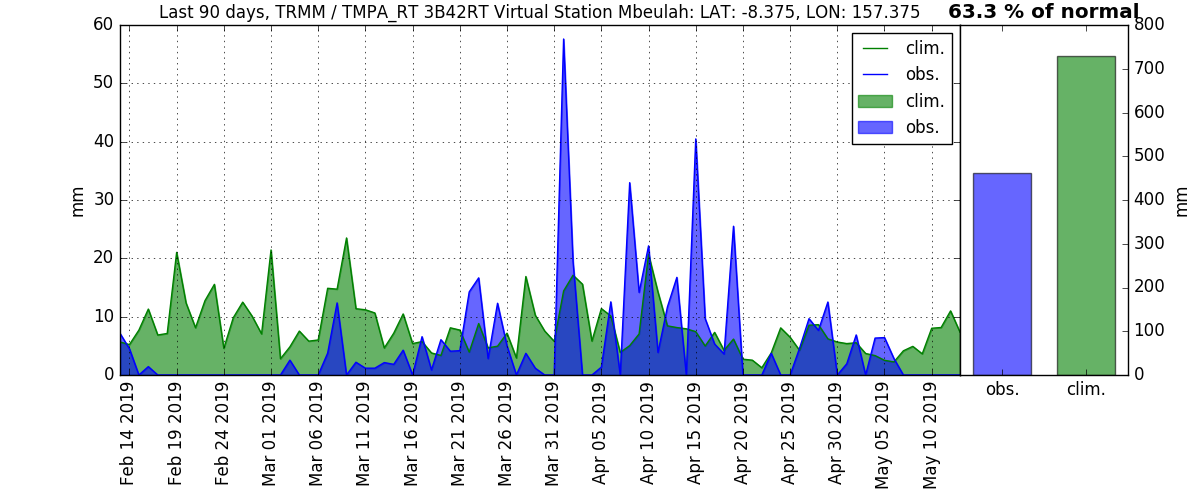 Last 90 days, TRMM / TMPA_RT 3B42RT Virtual Station Mbeulah: LAT: -8.375, LON: 157.375
63.3 % of normal
60
50
40
30
20
10
0
mm
clim.
obs.
clim.
obs.
800
700
600
500
400
300
200
100
0
mm
obs.
clim.
Feb 14 2019
Feb 19 2019
Feb 24 2019
Mar 01 2019
Mar 06 2019
Mar 11 2019
Mar 16 2019
Mar 21 2019
Mar 26 2019
Mar 31 2019
Apr 05 2019
Apr 10 2019
Apr 15 2019
Apr 20 2019
Apr 25 2019
Apr 30 2019
May 05 2019
May 10 2019